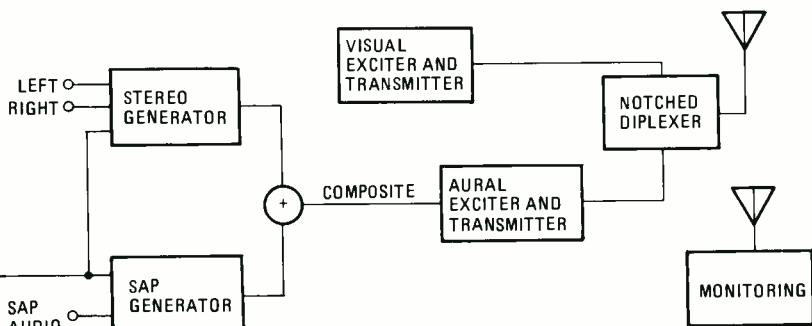 VISUAL
EXCITER AND
TRANSMITTER
LEFT
RIGHT
STEREO
GENERATOR
NOTCHED
DIPLEXER
+
COMPOSITE
AURAL
EXCITER AND
TRANSMITTER
SAP
GENERATOR
MONITORING
SAP
AUDIO